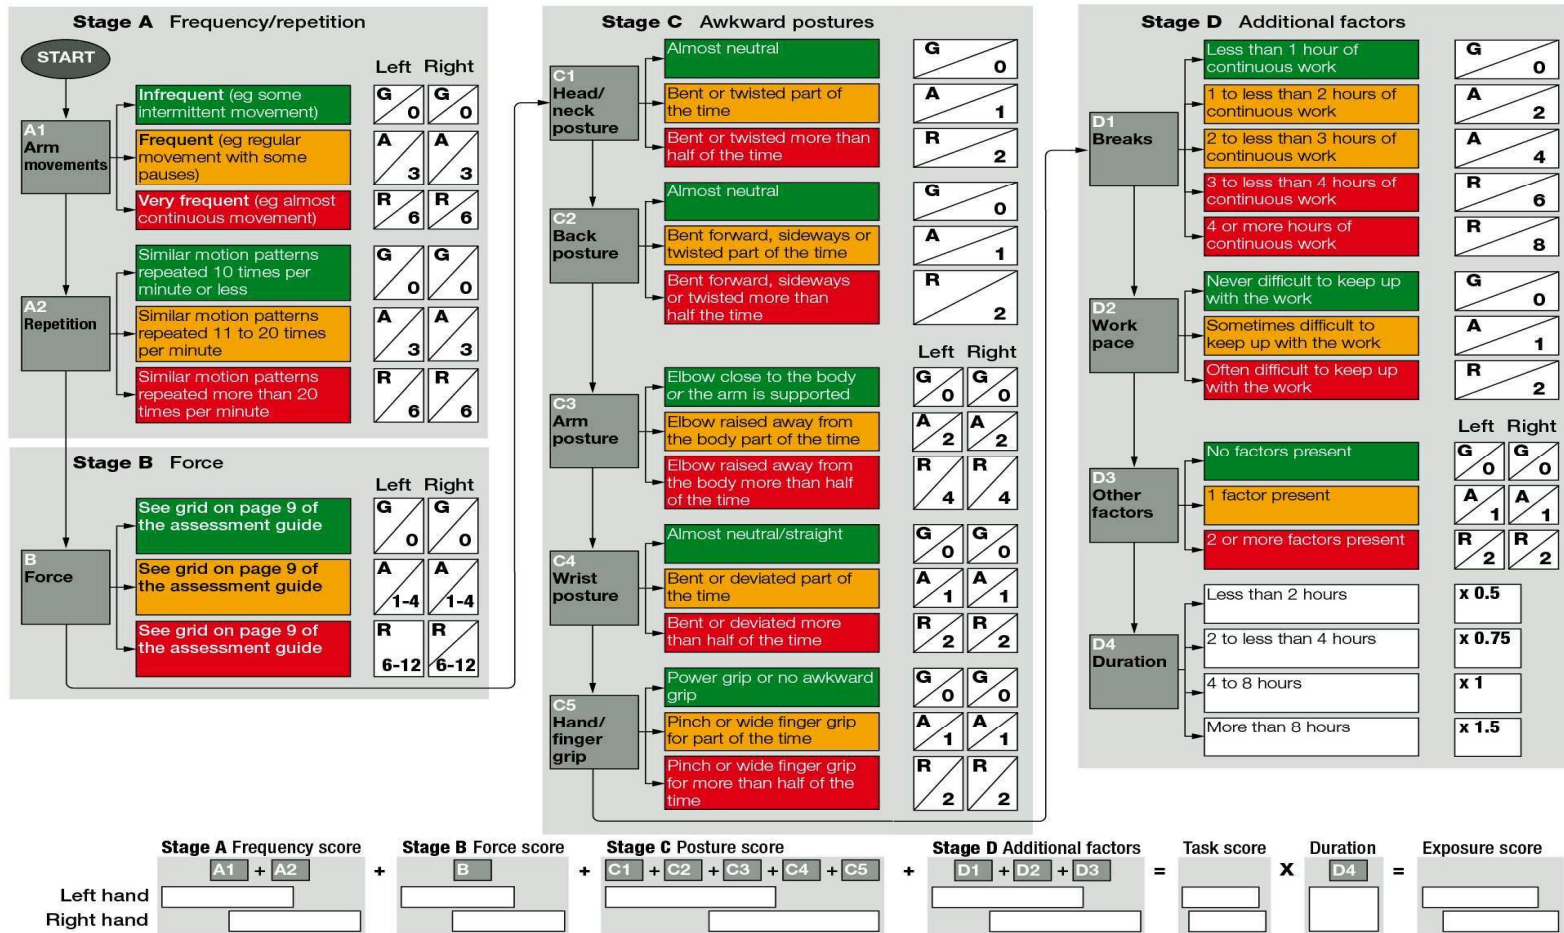 Stage A Frequency/repetition
START
Left Right
A1
Arm
movements
Infrequent (eg some
intermittent movement)
G 0 G 0
Frequent (eg regular
movement with some
pauses)
A 3 A 3
Very frequent (eg almost
continuous movement)
R 6 R 6
A2
Repetition
Similar motion patterns
repeated 10 times per
minute or less
G 0 G 0
Similar motion patterns
repeated 11 to 20 times
per minute
A 3 A 3
Similar motion patterns
repeated more than 20
times per minute
R 6 R 6
Stage B Force
Left Right
B
Force
See grid on page 9 of
the assessment guide
G 0 G 0
See grid on page 9 of
the assessment guide
A 1-4 A 1-4
See grid on page 9 of
the assessment guide
R 6-12 R 6-12
Stage C Awkward postures
C1
Head/
neck
posture
Almost neutral
G 0
Bent or twisted part of
the time
A 1
Bent or twisted more than
half of the time
R 2
C2
Back
posture
Almost neutral
G 0
Bent forward, sideways or
twisted part of the time
A 1
Bent forward, sideways
or twisted more than
half the time
R 2
Left Right
C3
Arm
posture
Elbow close to the body
or the arm is supported
G 0 G 0
Elbow raised away from
the body part of the time
A 2 A 2
Elbow raised away from
the body more than half
of the time
R 4 R 4
C4
Wrist
posture
Almost neutral/straight
G 0 G 0
Bent or deviated part of
the time
A 1 A 1
Bent or deviated more
than half of the time
R 2 R 2
C5
Hand/
finger
grip
Power grip or no awkward
grip
G 0 G 0
Pinch or wide finger grip
for part of the time
A 1 A 1
Pinch or wide finger grip
for more than half of the
time
R 2 R 2
Stage D Additional factors
D1
Breaks
Less than 1 hour of
continuous work
G 0
1 to less than 2 hours of
continuous work
A 2
2 to less than 3 hours of
continuous work
A 4
3 to less than 4 hours of
continuous work
R 6
4 or more hours of
continuous work
R 8
D2
Work
pace
Never difficult to keep up
with the work
G 0
Sometimes difficult to
keep up with the work
A 1
Often difficult to keep up
with the work
R 2
Left Right
D3
Other
factors
No factors present
G 0 G 0
1 factor present
A 1 A 1
2 or more factors present
R 2 R 2
D4
Duration
Less than 2 hours
x 0.5
2 to less than 4 hours
x 0.75
4 to 8 hours
x 1
More than 8 hours
x 1.5
Stage A Frequency score Stage B Force score Stage C Posture score Stage D Additional factors Task score Duration Exposure score
A1 + A2 + B + C1 + C2 + C3 + C4 + C5 + D1 + D2 + D3 = X D4 =
Left hand
Right hand